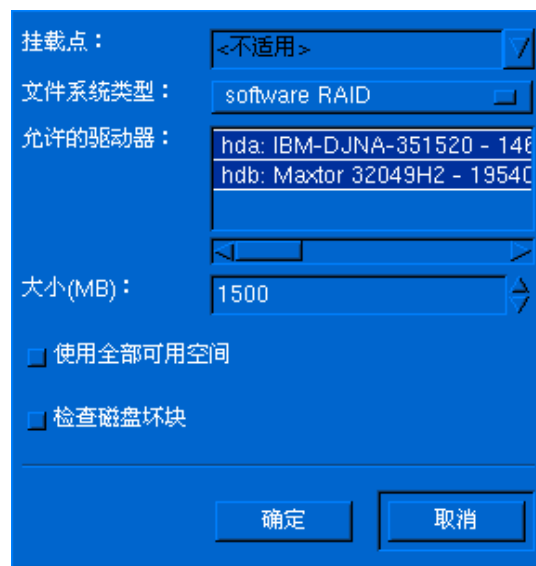 挂载点：
<不适用>
文件系统类型：
software RAID
允许的驱动器：
hda: IBM-DJNA-351520 - 146
hdb: Maxtor 32049H2 - 19540
大小(MB)：
1500
使用全部可用空间
检查磁盘坏块
确定
取消